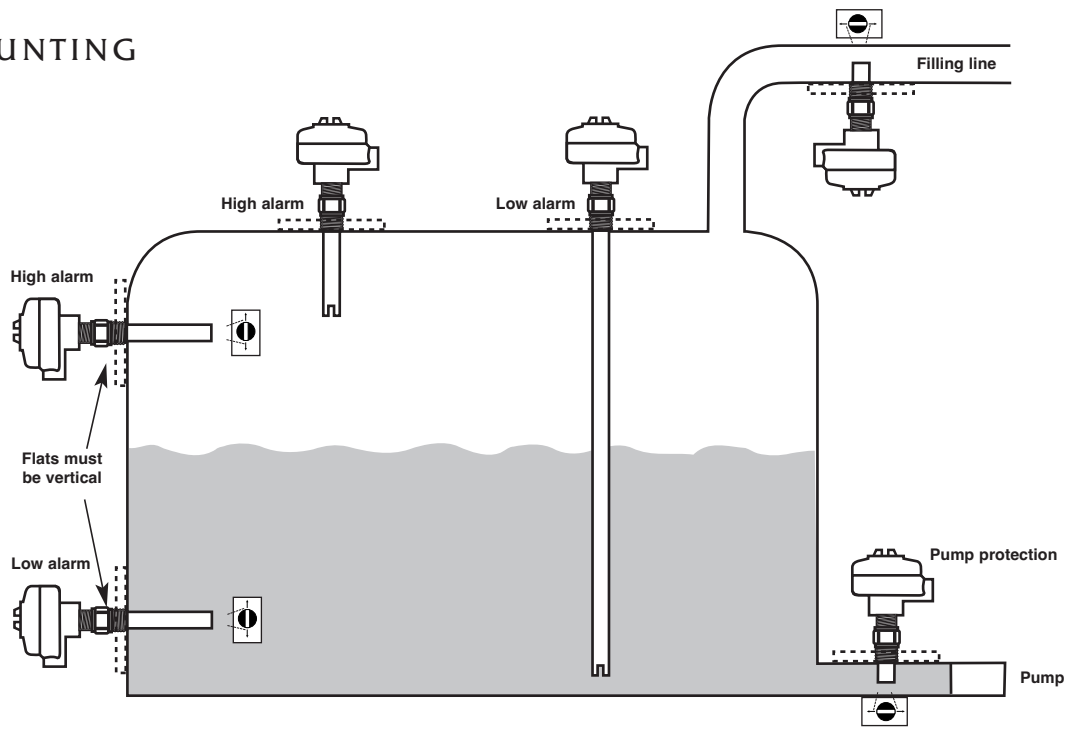 UNTING
Filling line
High alarm
Low alarm
High alarm
Flats must
be vertical
Low alarm
Pump protection
Pump